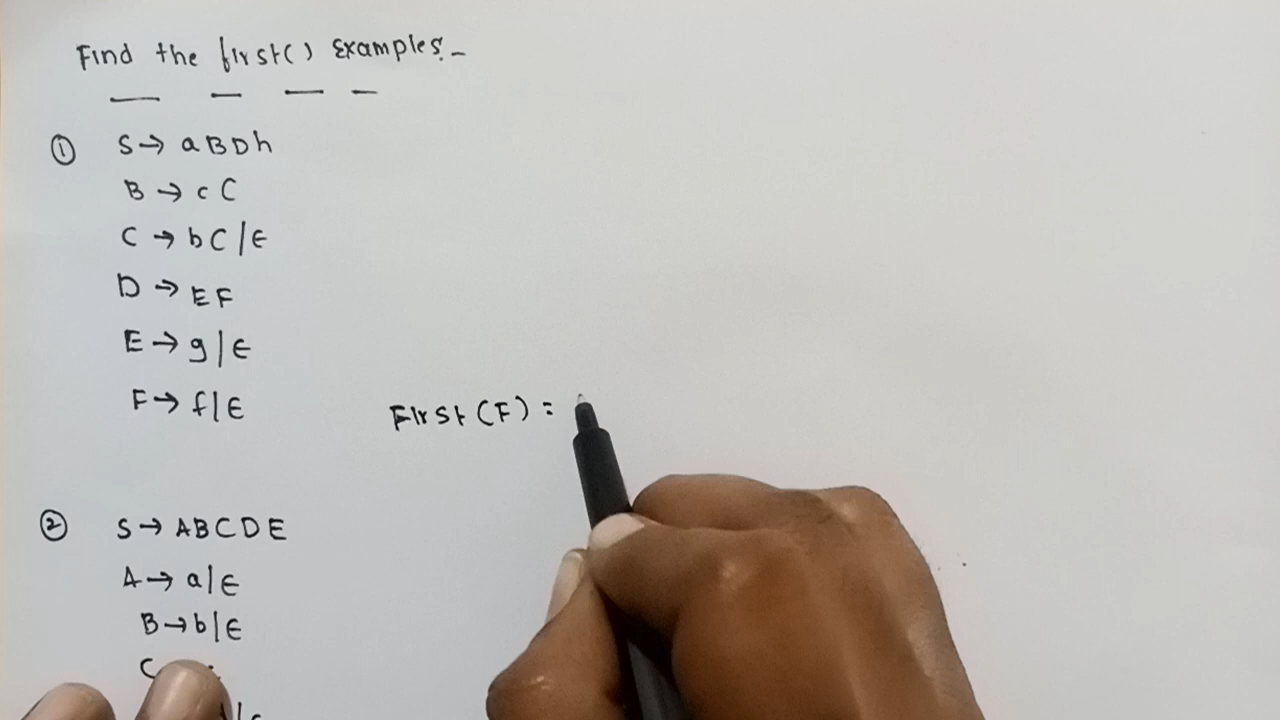 Find the first() Examples.-
① S → aBDh
B → cC
C → bC|ϵ
D → EF
E → g|ϵ
F → f|ϵ
First(F) =
② S → ABCDE
A → a|ϵ
B → b|ϵ
C